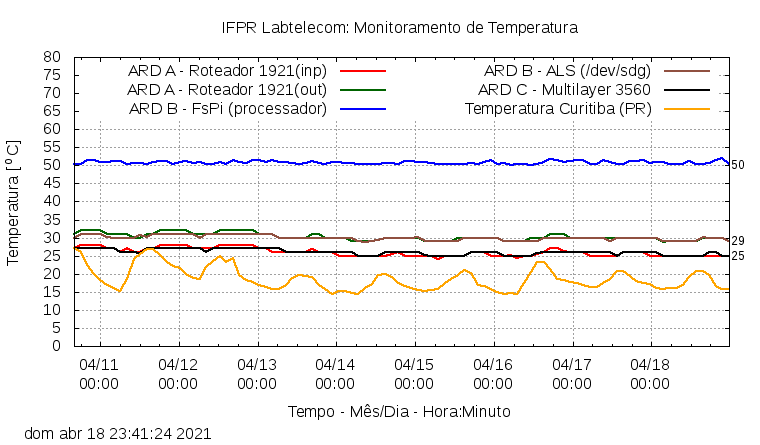 IFPR Labtelecom: Monitoramento de Temperatura
Temperatura [ºC]
80
75
70
65
60
55
50
45
40
35
30
25
20
15
10
5
0
ARD A - Roteador 1921(inp)
ARD A - Roteador 1921(out)
ARD B - FsPi (processador)
ARD B - ALS (/dev/sdg)
ARD C - Multilayer 3560
Temperatura Curitiba (PR)
50
29
25
04/11 04/12 04/13 04/14 04/15 04/16 04/17 04/18
00:00 00:00 00:00 00:00 00:00 00:00 00:00 00:00
Tempo - Mês/Dia - Hora:Minuto
dom abr 18 23:41:24 2021